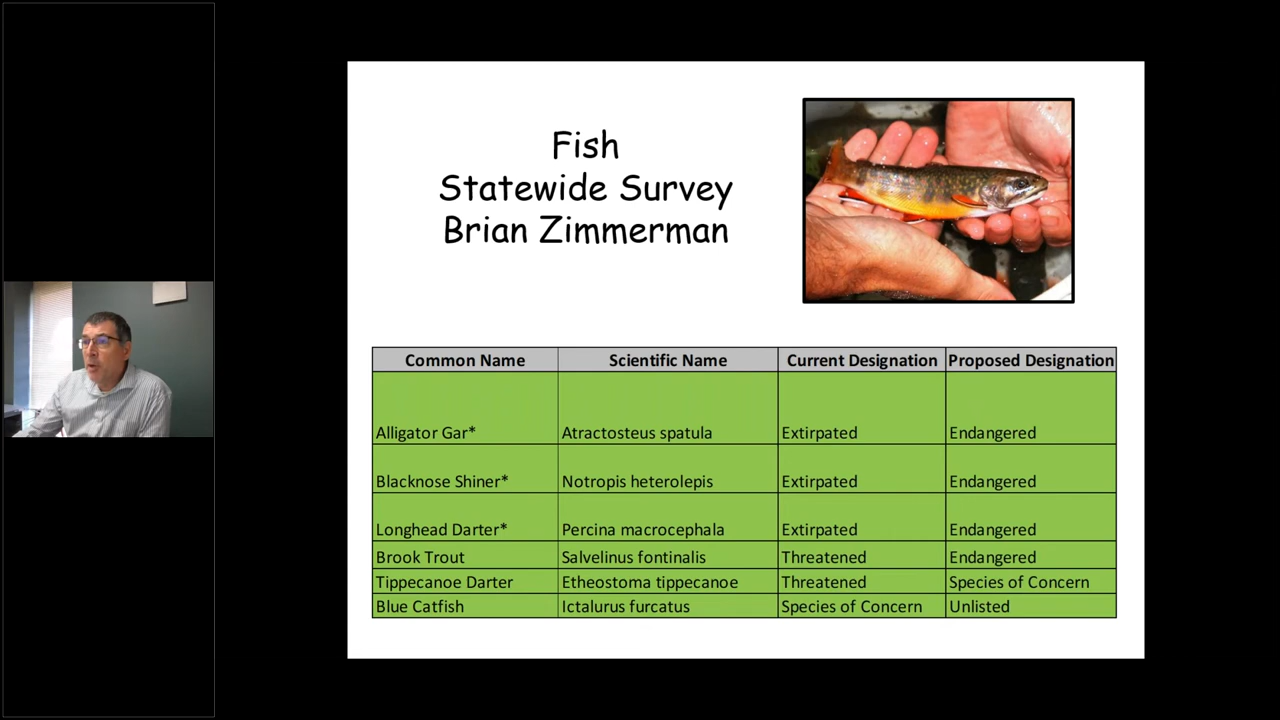 Fish
Statewide Survey
Brian Zimmerman
Common Name Scientific Name Current Designation Proposed Designation
Alligator Gar* Atractosteus spatula Extirpated Endangered
Blacknose Shiner* Notropis heterolepis Extirpated Endangered
Longhead Darter* Percina macrocephala Extirpated Endangered
Brook Trout Salvelinus fontinalis Threatened Endangered
Tippecanoe Darter Etheostoma tippecanoe Threatened Species of Concern
Blue Catfish Ictalurus furcatus Species of Concern Unlisted